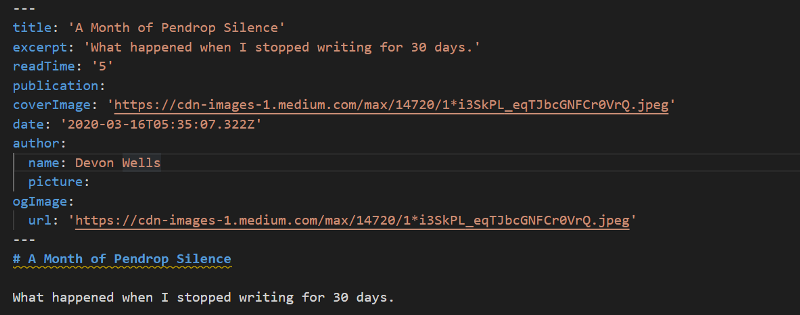 ---
title: 'A Month of Pendrop Silence'
excerpt: 'What happened when I stopped writing for 30 days.'
readTime: '5'
publication:
coverImage: 'https://cdn-images-1.medium.com/max/14720/1*i3SkPL_eqTJbcGNFCr0VrQ.jpeg'
date: '2020-03-16T05:35:07.322Z'
author:
  name: Devon Wells
  picture:
ogImage:
  url: 'https://cdn-images-1.medium.com/max/14720/1*i3SkPL_eqTJbcGNFCr0VrQ.jpeg'
---
# A Month of Pendrop Silence
What happened when I stopped writing for 30 days.